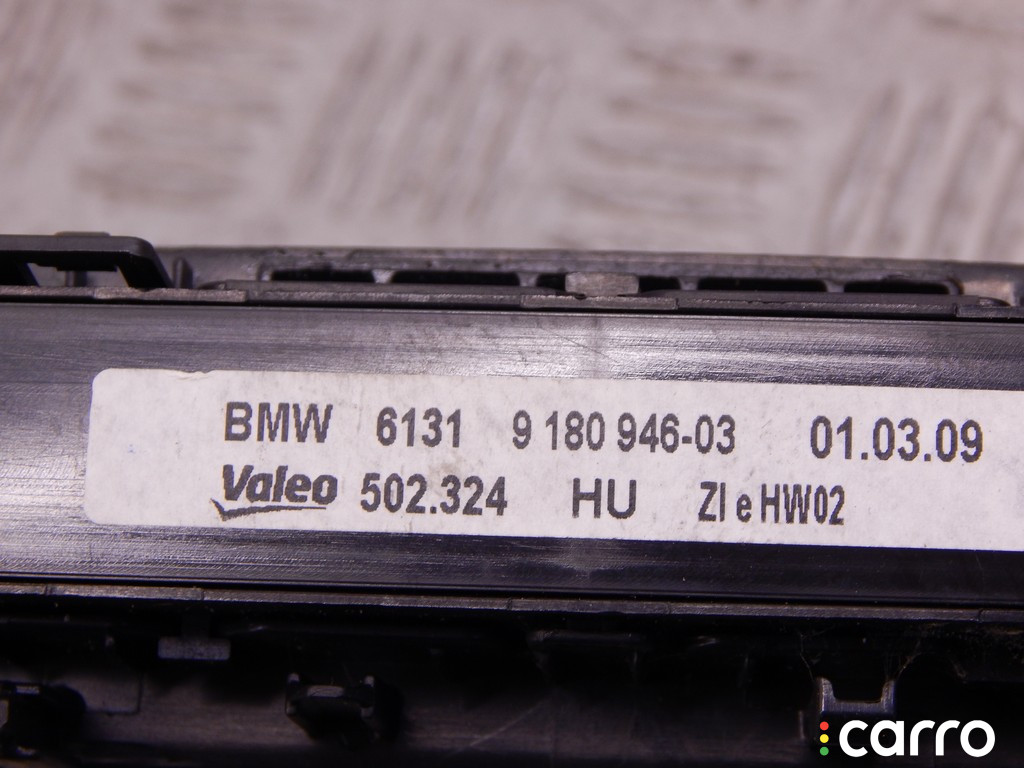 BMW 6131 9 180 946-03 01.03.09
Valeo 502.324 HU ZI e HW02
carro